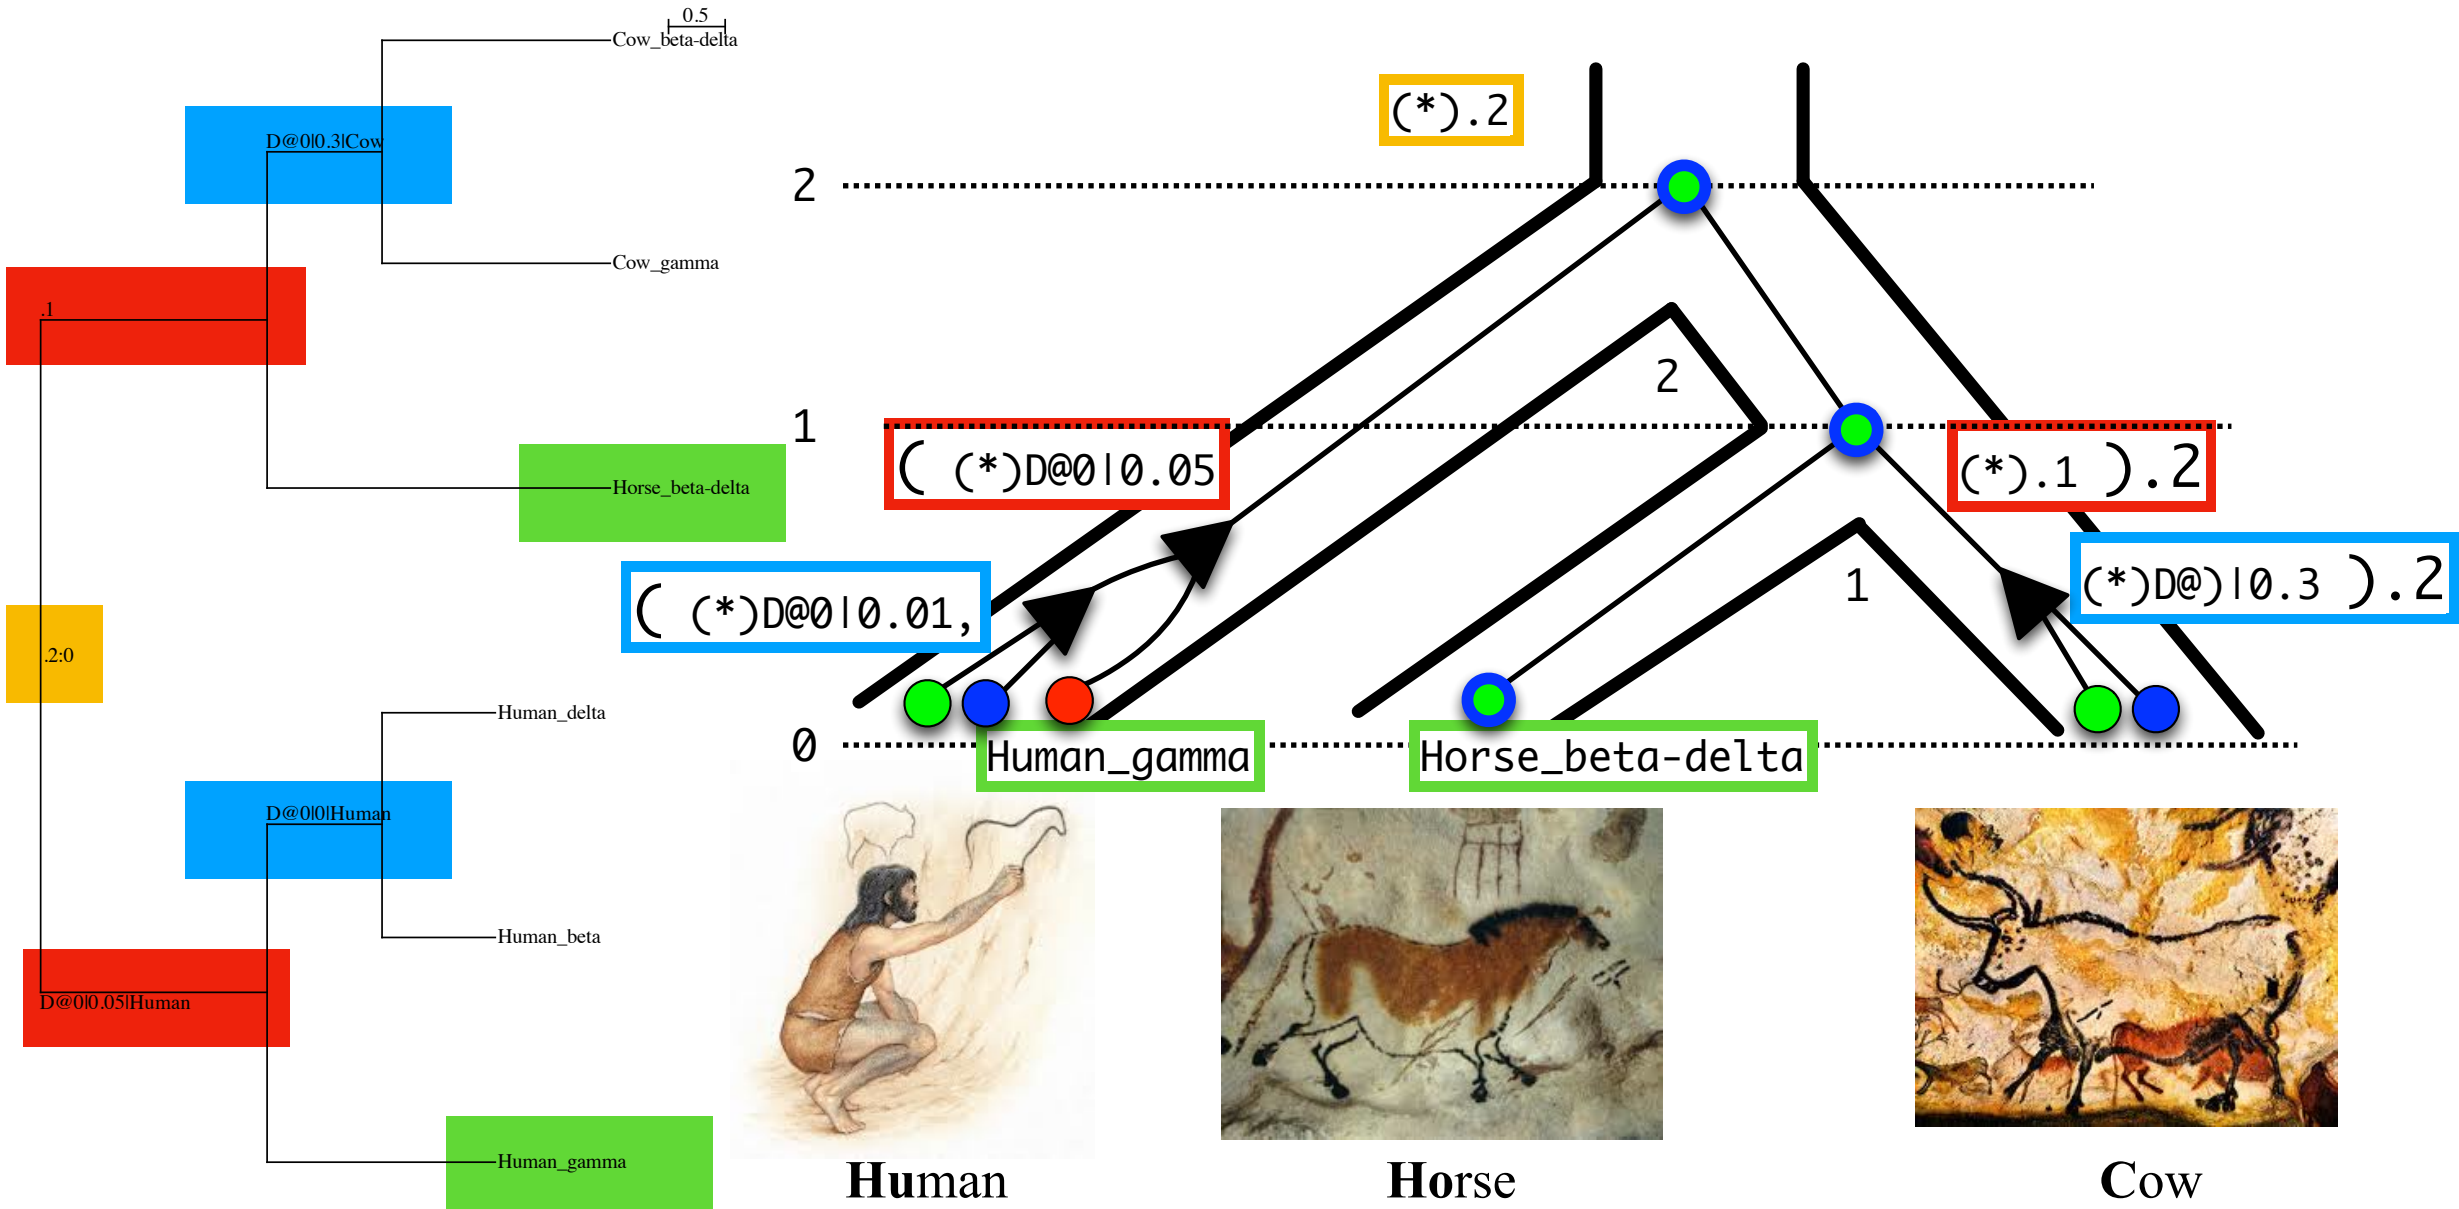 0.5
Cow_beta-delta
D@0|0.3|Cow
Cow_gamma
.1
Horse_beta-delta
.2:0
Human_delta
D@0|0|Human
Human_beta
D@0|0.05|Human
Human_gamma
(*).2
2
2
1
( (*)D@0|0.05
(*).1 ).2
( (*)D@0|0.01,
1
(*)D@)|0.3 ).2
0
Human_gamma
Horse_beta-delta
Human
Horse
Cow